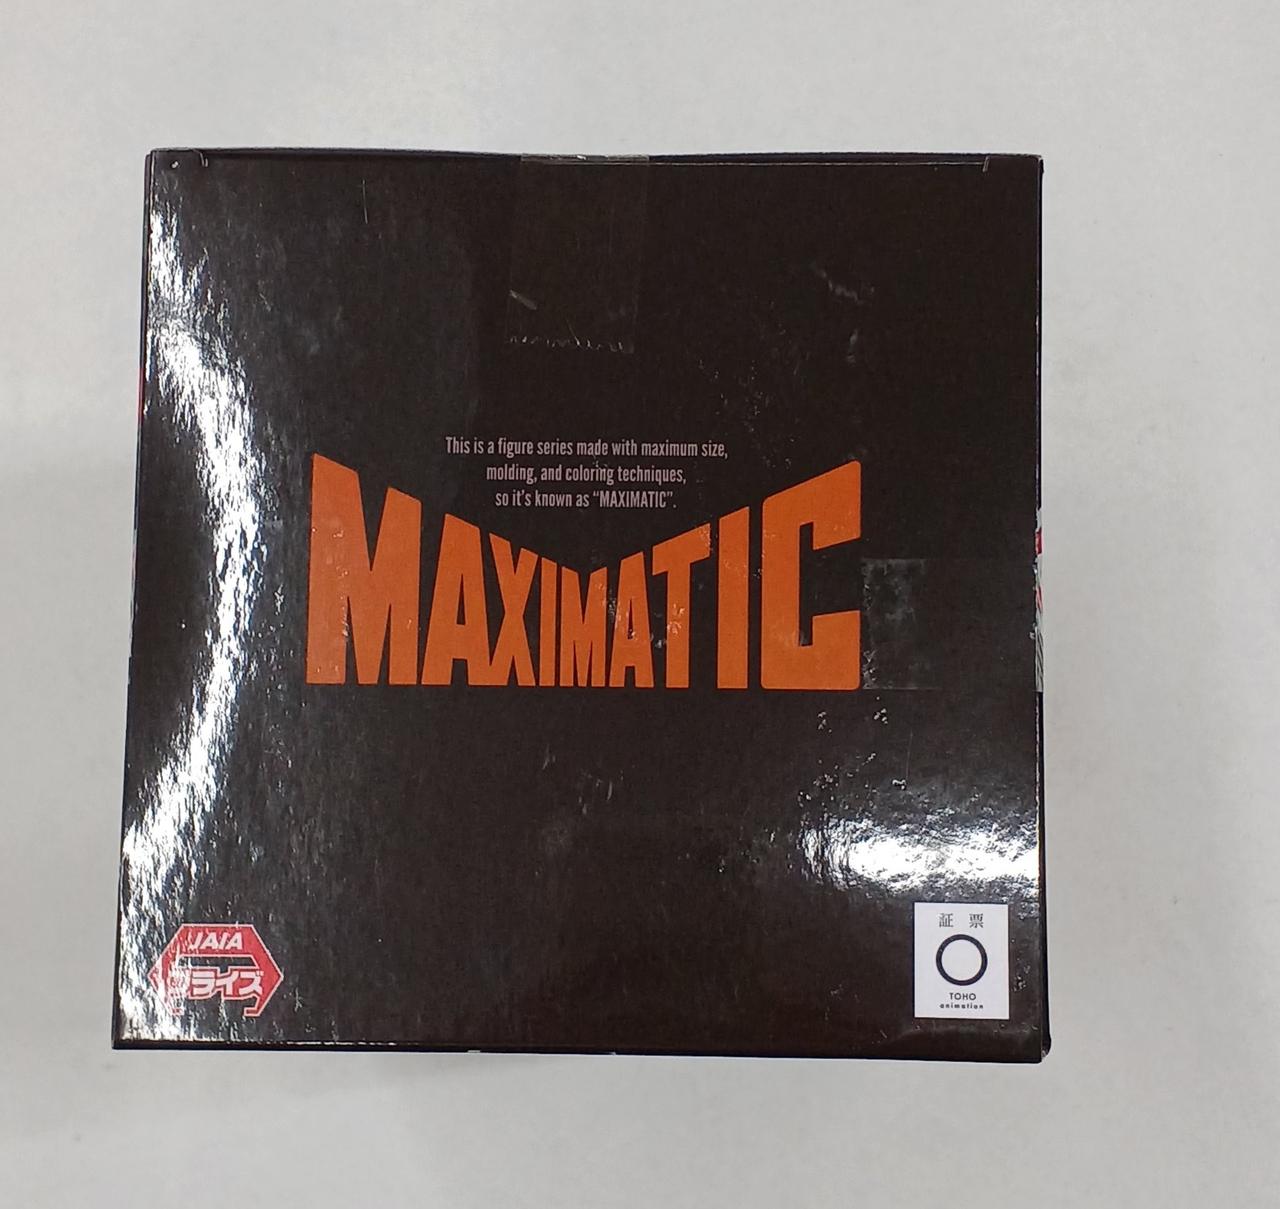 This is a figure series made with maximum size,
molding, and coloring techniques,
so it's known as “MAXIMATIC”.
MAXIMATIC
JAIA
プライズ
証 票
TOHO
animation